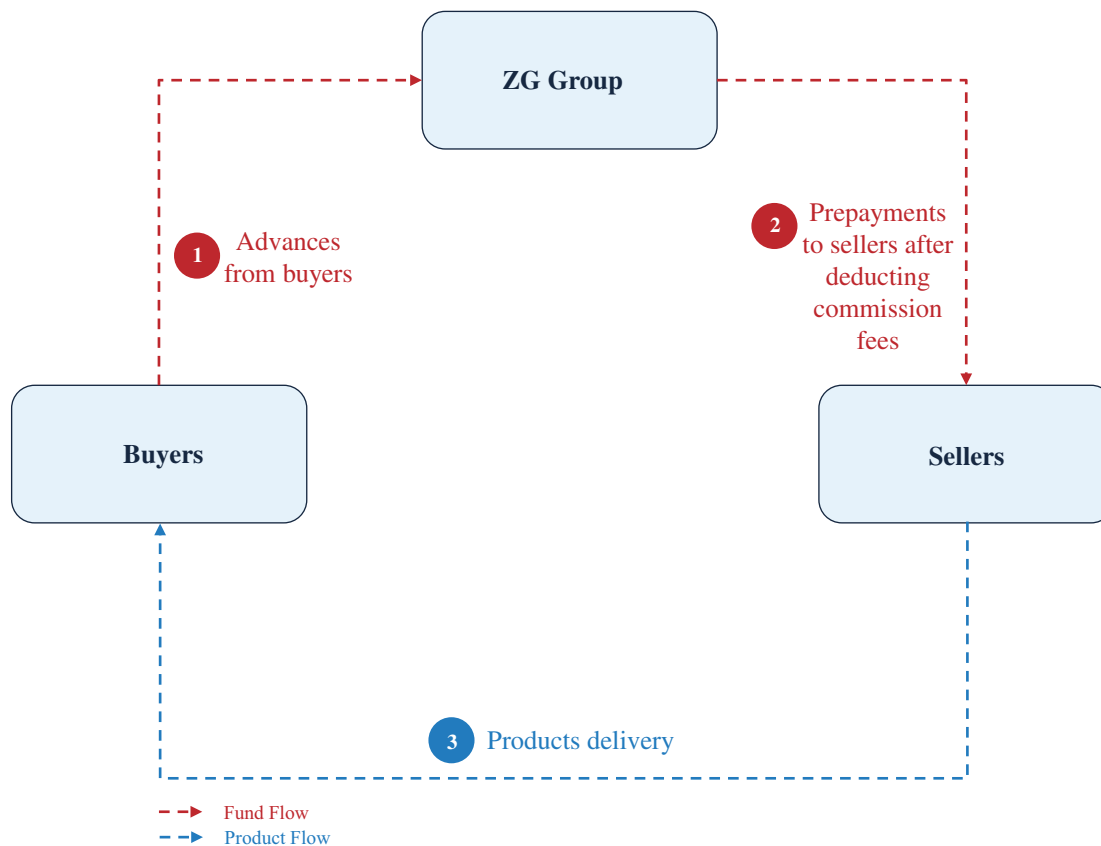 ZG Group
1
Advances
from buyers
2
Prepayments
to sellers after
deducting
commission
fees
Buyers
Sellers
3
Products delivery
Fund Flow
Product Flow